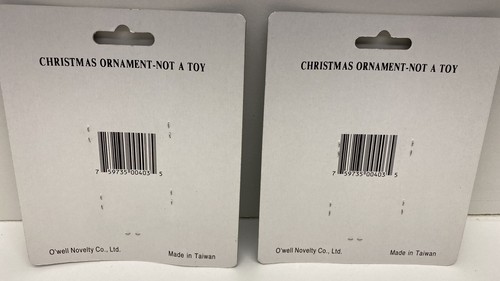 CHRISTMAS ORNAMENT-NOT A TOY
7 59735 00403 5
O'well Novelty Co., Ltd.
Made in Taiwan
CHRISTMAS ORNAMENT-NOT A TOY
7 59735 00403 5
O'well Novelty Co., Ltd.
Made in Taiwan